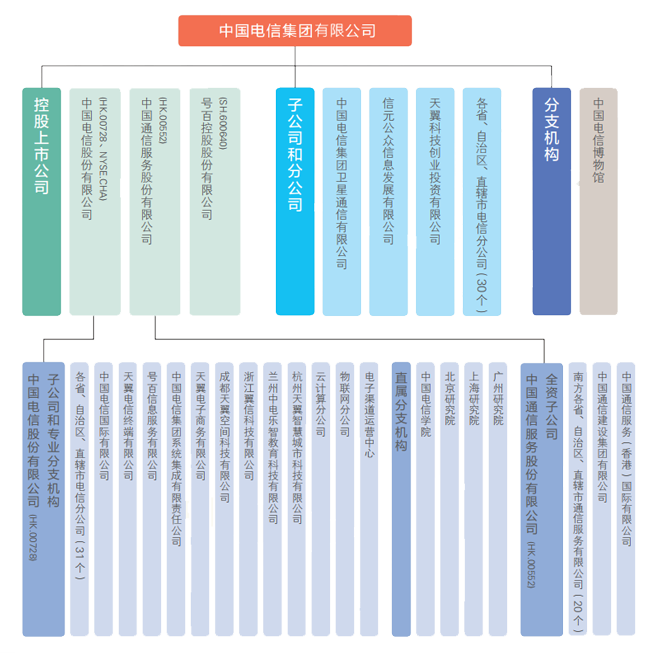 中国电信集团有限公司
控股上市公司
中国电信股份有限公司
(HK.00728、NYSE.CHA)
中国通信服务股份有限公司
(HK.00552)
号百控股股份有限公司
(SH.600640)
子公司和分公司
中国电信集团卫星通信有限公司
信元公众信息发展有限公司
天翼科技创业投资有限公司
各省、自治区、直辖市电信分公司(30个)
分支机构
中国电信博物馆
中国电信股份有限公司 (HK.00728)
子公司和专业分支机构
各省、自治区、直辖市电信分公司(31个)
中国电信国际有限公司
天翼电信终端有限公司
号百信息服务有限公司
中国电信集团系统集成有限责任公司
天翼电子商务有限公司
成都天翼空间科技有限公司
浙江翼信科技有限公司
兰州中电乐智教育科技有限公司
杭州天翼智慧城市科技有限公司
云计算分公司
物联网分公司
电子渠道运营中心
直属分支机构
中国电信学院
北京研究院
上海研究院
广州研究院
中国通信服务股份有限公司 (HK.00552)
全资子公司
南方各省、自治区、直辖市通信服务有限公司(20个)
中国通信建设集团有限公司
中国通信服务(香港)国际有限公司